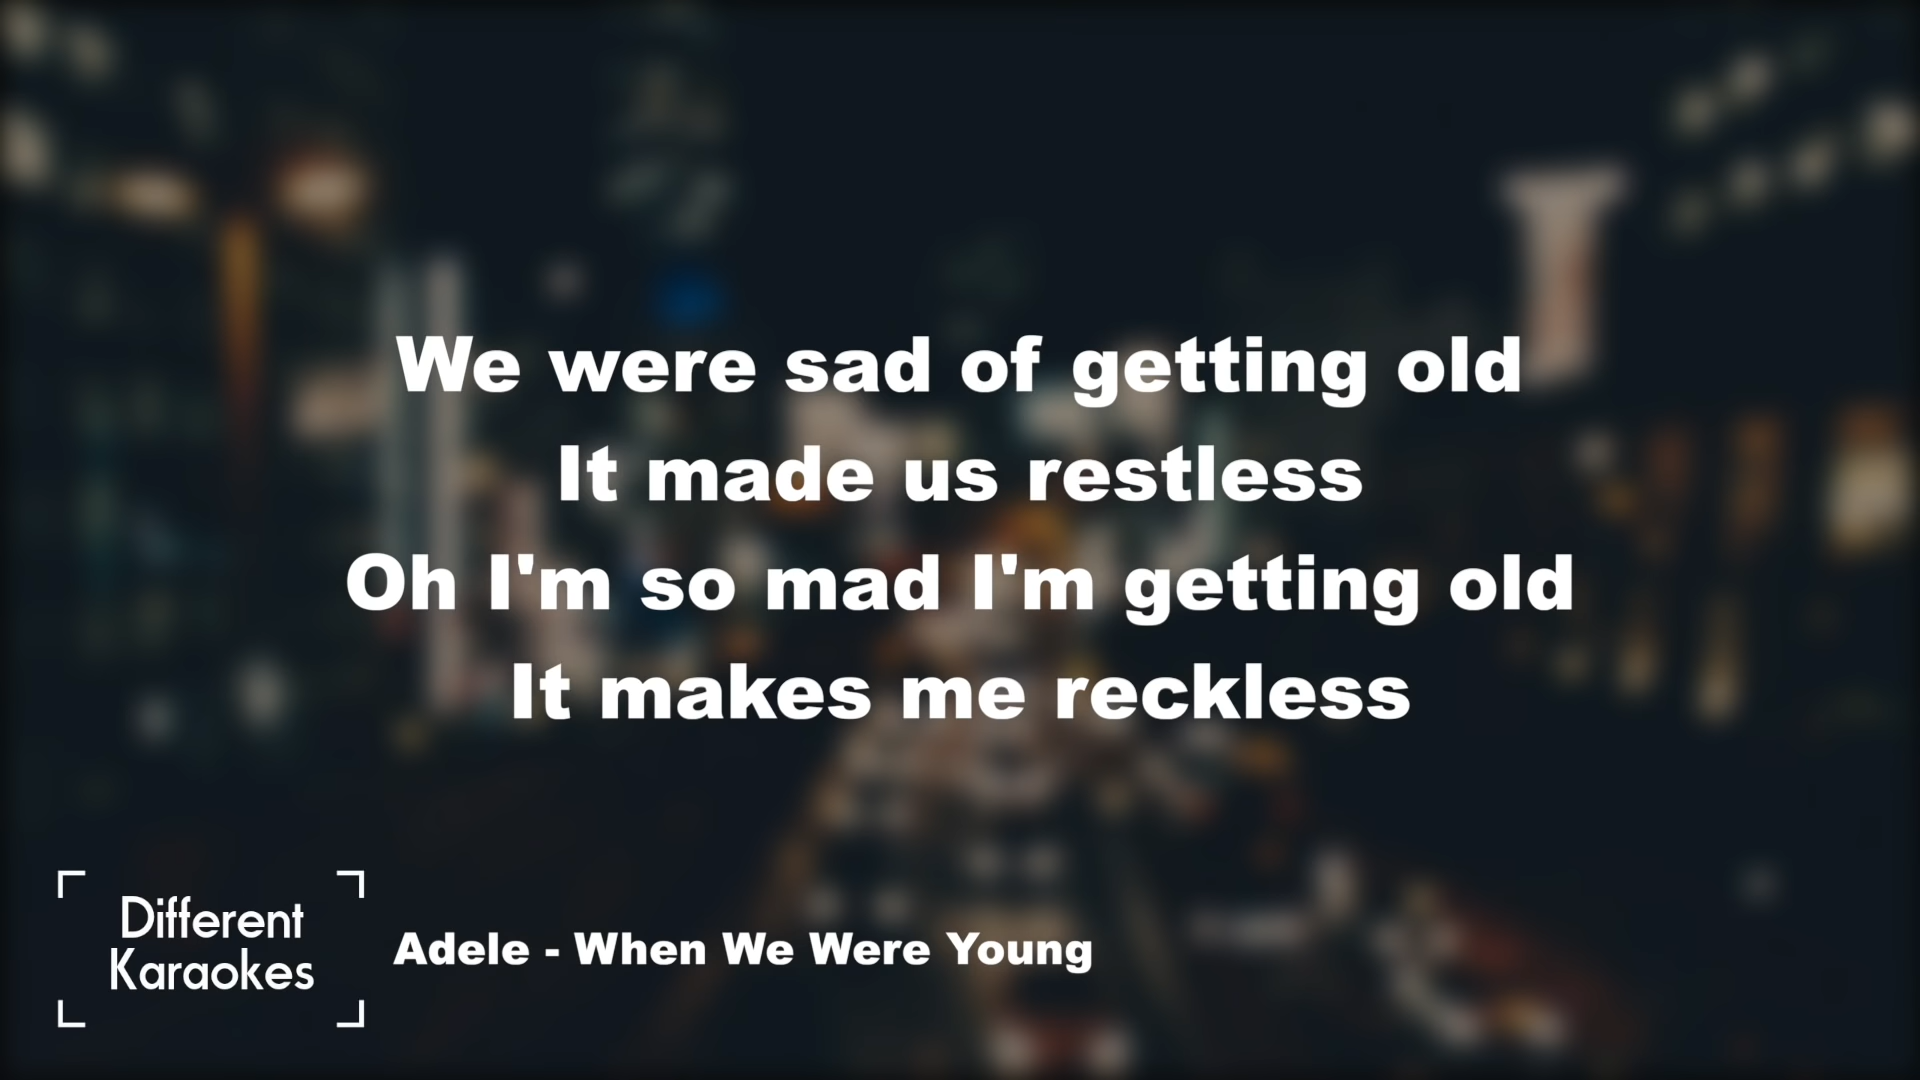 We were sad of getting old
It made us restless
Oh I'm so mad I'm getting old
It makes me reckless
Different
Karaokes
Adele - When We Were Young